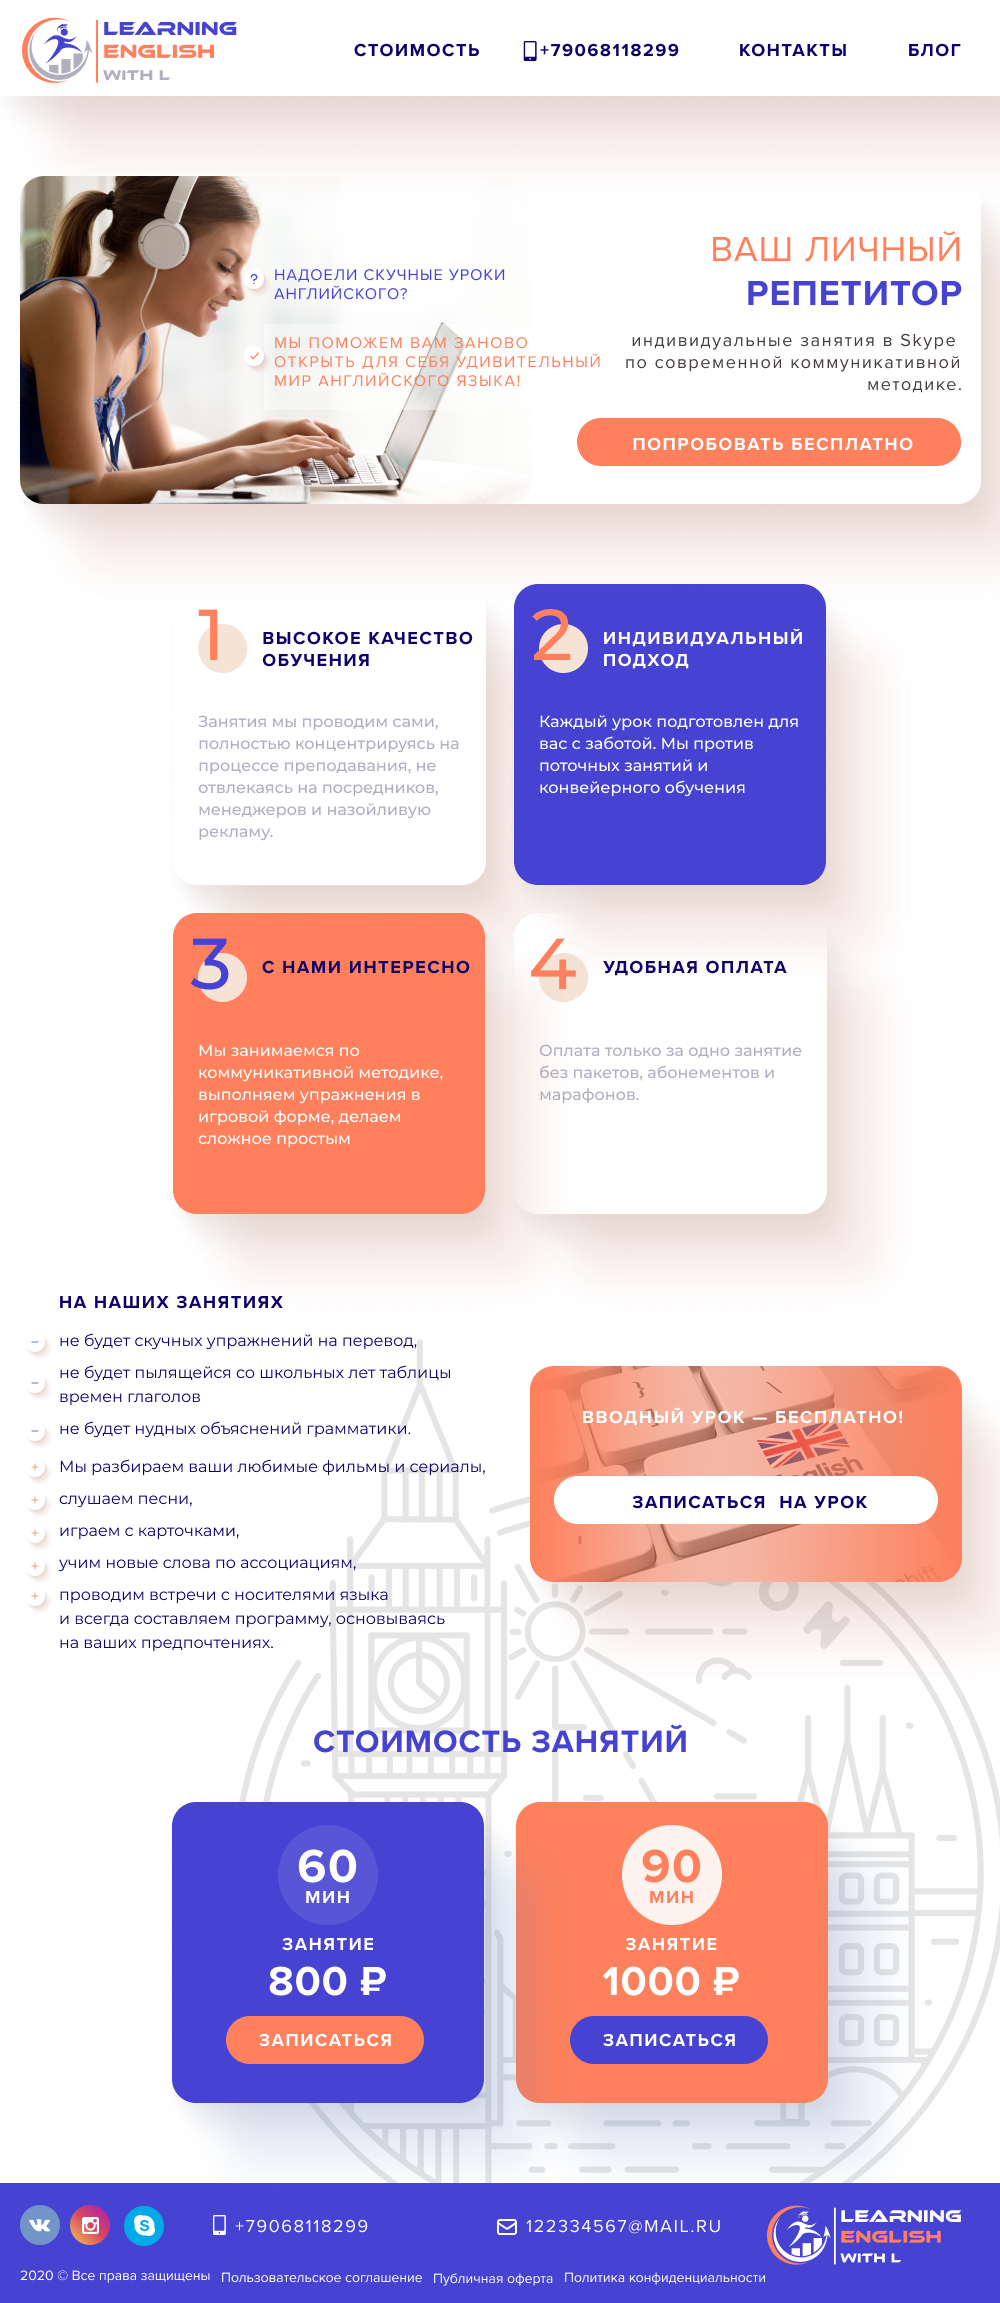 LEARNING
ENGLISH
WITH L
СТОИМОСТЬ
+79068118299
КОНТАКТЫ
БЛОГ
?
НАДОЕЛИ СКУЧНЫЕ УРОКИ
АНГЛИЙСКОГО?
МЫ ПОМОЖЕМ ВАМ ЗАНОВО
ОТКРЫТЬ ДЛЯ СЕБЯ УДИВИТЕЛЬНЫЙ
МИР АНГЛИЙСКОГО ЯЗЫКА!
ВАШ ЛИЧНЫЙ
РЕПЕТИТОР
индивидуальные занятия в Skype
по современной коммуникативной
методике.
ПОПРОБОВАТЬ БЕСПЛАТНО
1
ВЫСОКОЕ КАЧЕСТВО
ОБУЧЕНИЯ
Занятия мы проводим сами,
полностью концентрируясь на
процессе преподавания, не
отвлекаясь на посредников,
менеджеров и назойливую
рекламу.
2
ИНДИВИДУАЛЬНЫЙ
ПОДХОД
Каждый урок подготовлен для
вас с заботой. Мы против
поточных занятий и
конвейерного обучения
3
С НАМИ ИНТЕРЕСНО
Мы занимаемся по
коммуникативной методике,
выполняем упражнения в
игровой форме, делаем
сложное простым
4
УДОБНАЯ ОПЛАТА
Оплата только за одно занятие
без пакетов, абонементов и
марафонов.
НА НАШИХ ЗАНЯТИЯХ
– не будет скучных упражнений на перевод,
– не будет пылящейся со школьных лет таблицы
времен глаголов
– не будет нудных объяснений грамматики.
+ Мы разбираем ваши любимые фильмы и сериалы,
+ слушаем песни,
+ играем с карточками,
+ учим новые слова по ассоциациям,
+ проводим встречи с носителями языка
и всегда составляем программу, основываясь
на ваших предпочтениях.
ВВОДНЫЙ УРОК — БЕСПЛАТНО!
English
ЗАПИСАТЬСЯ НА УРОК
shift
ON
СТОИМОСТЬ ЗАНЯТИЙ
60
МИН
ЗАНЯТИЕ
800 ₽
ЗАПИСАТЬСЯ
90
МИН
ЗАНЯТИЕ
1000 ₽
ЗАПИСАТЬСЯ
+79068118299
122334567@MAIL.RU
LEARNING
ENGLISH
WITH L
2020 © Все права защищены
Пользовательское соглашение
Публичная оферта
Политика конфиденциальности